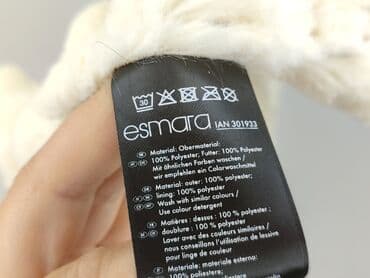 30
esmara IAN 301933
Material: Obermaterial:
100% Polyester; Futter: 100% Polyester
Mit ähnlichen Farben waschen /
wir empfehlen ein Colorwaschmittel
Material: outer: 100% polyester;
lining: 100% polyester
Wash with similar colours /
Use colour detergent
Matières : dessus : 100 % polyester ;
doublure : 100 % polyester
Laver avec des couleurs similaires /
nous conseillons l'utilisation de lessive
pour linge de couleur
Materiale: materiale esterno:
100% poliestere;